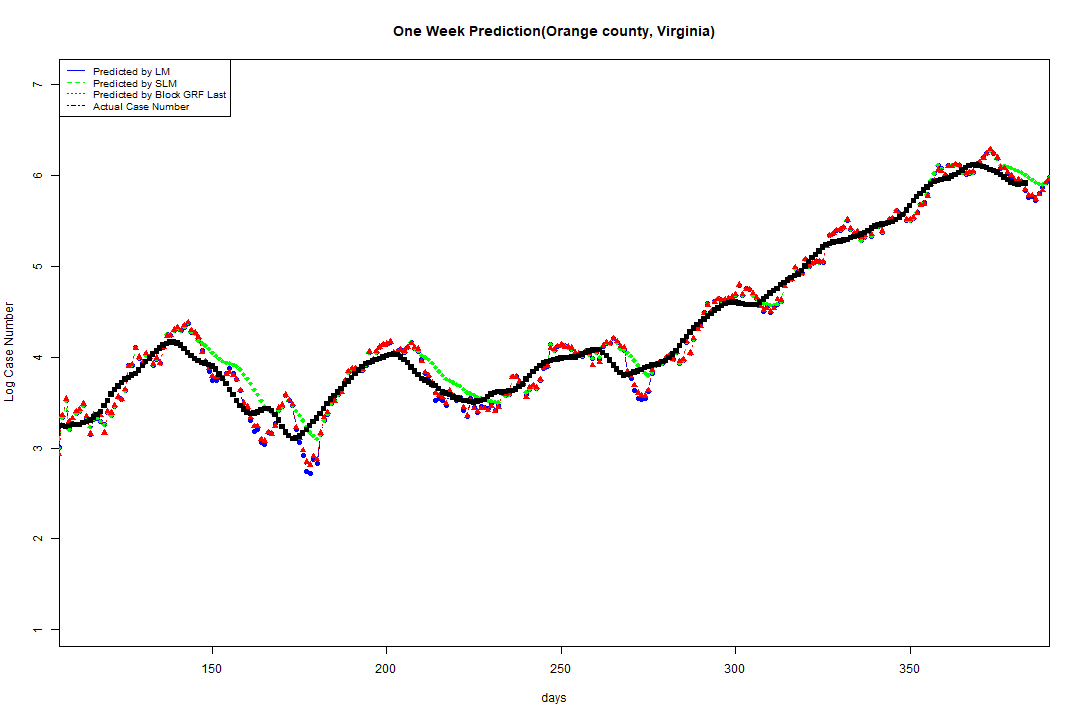 One Week Prediction(Orange county, Virginia)
Predicted by LM
Predicted by SLM
Predicted by Block GRF Last
Actual Case Number
7
6
5
4
3
2
1
Log Case Number
150 200 250 300 350
days